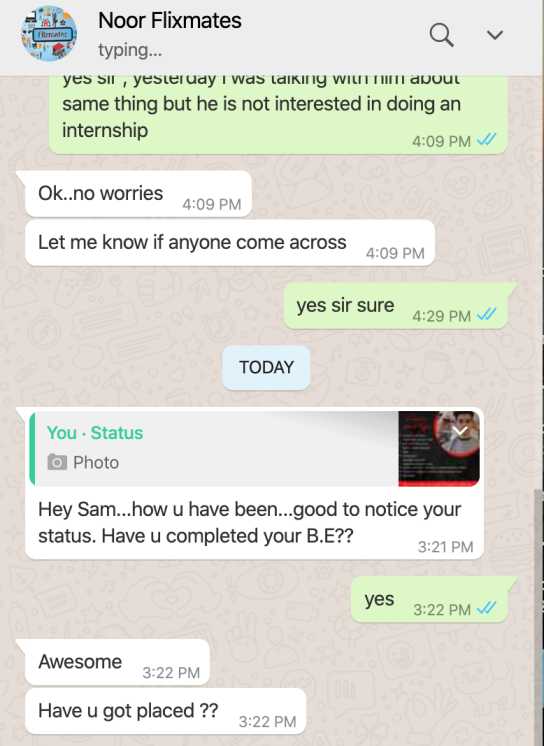 Noor Flixmates
typing...
yes sir , yesterday I was talking with him about
same thing but he is not interested in doing an
internship
4:09 PM
Ok..no worries
4:09 PM
Let me know if anyone come across
4:09 PM
yes sir sure
4:29 PM
TODAY
You · Status
Photo
Hey Sam...how u have been...good to notice your
status. Have u completed your B.E??
3:21 PM
yes
3:22 PM
Awesome
3:22 PM
Have u got placed ??
3:22 PM